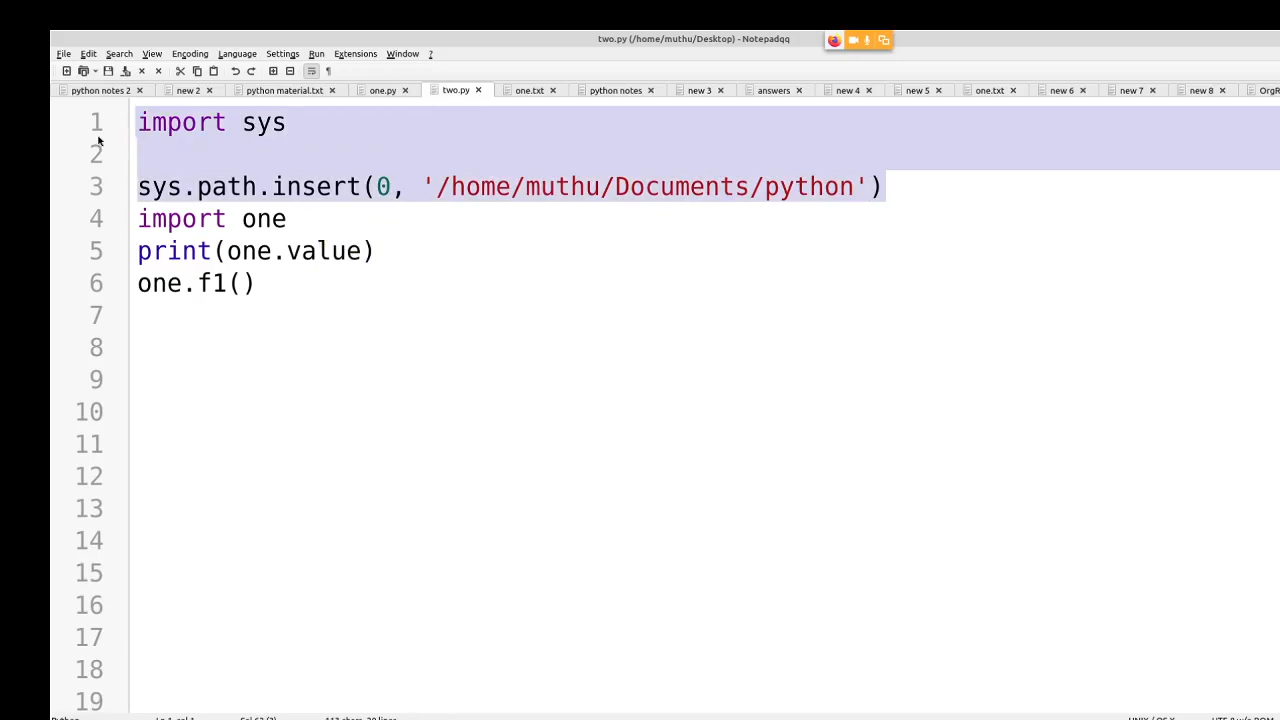 two.py (/home/muthu/Desktop) - Notepadqq
File Edit Search View Encoding Language Settings Run Extensions Window ?
python notes 2 new 2 python material.txt one.py two.py one.txt python notes new 3 answers new 4 new 5 one.txt new 6 new 7 new 8 OrgR
1 import sys
2
3 sys.path.insert(0, '/home/muthu/Documents/python')
4 import one
5 print(one.value)
6 one.f1()
7
8
9
10
11
12
13
14
15
16
17
18
19